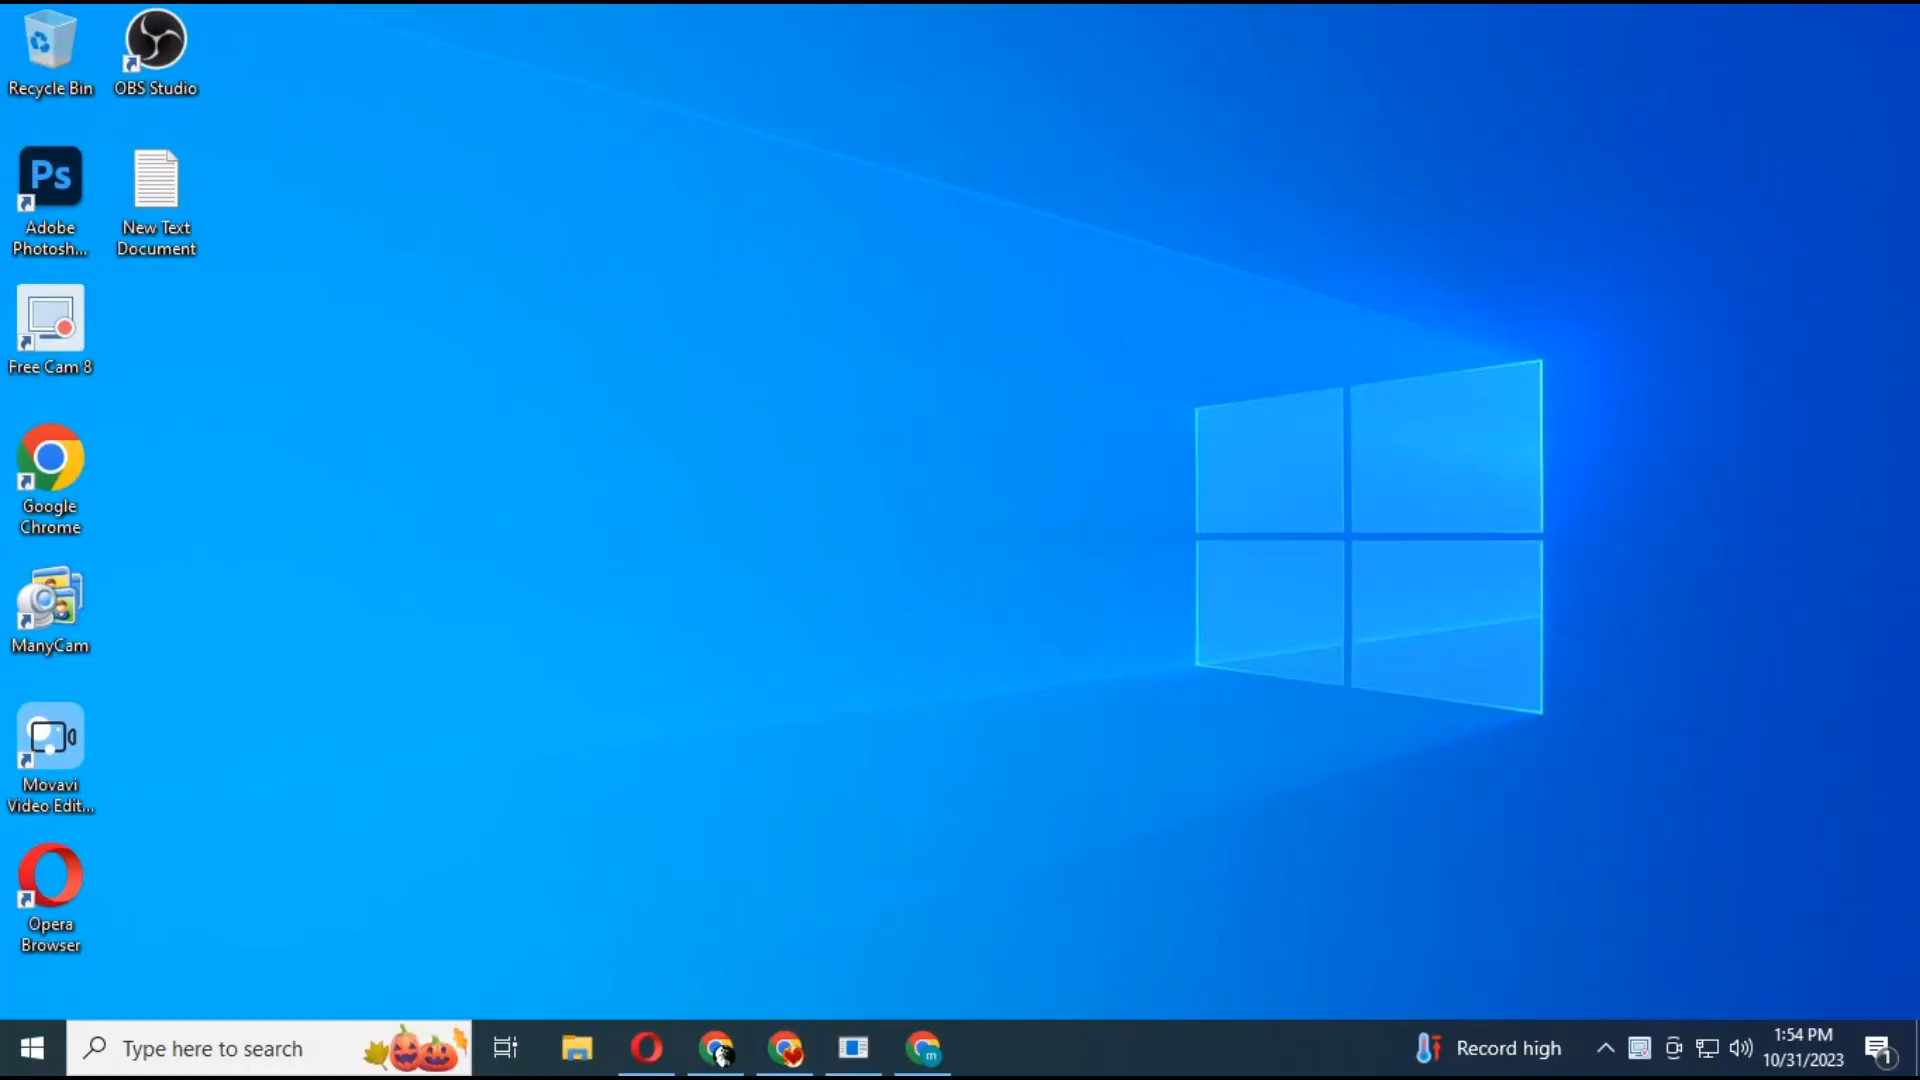 Recycle Bin
OBS Studio
Ps
Adobe
Photosh...
New Text
Document
Free Cam 8
Google
Chrome
ManyCam
Movavi
Video Edit...
Opera
Browser
Type here to search
m
Record high
1:54 PM
10/31/2023
1